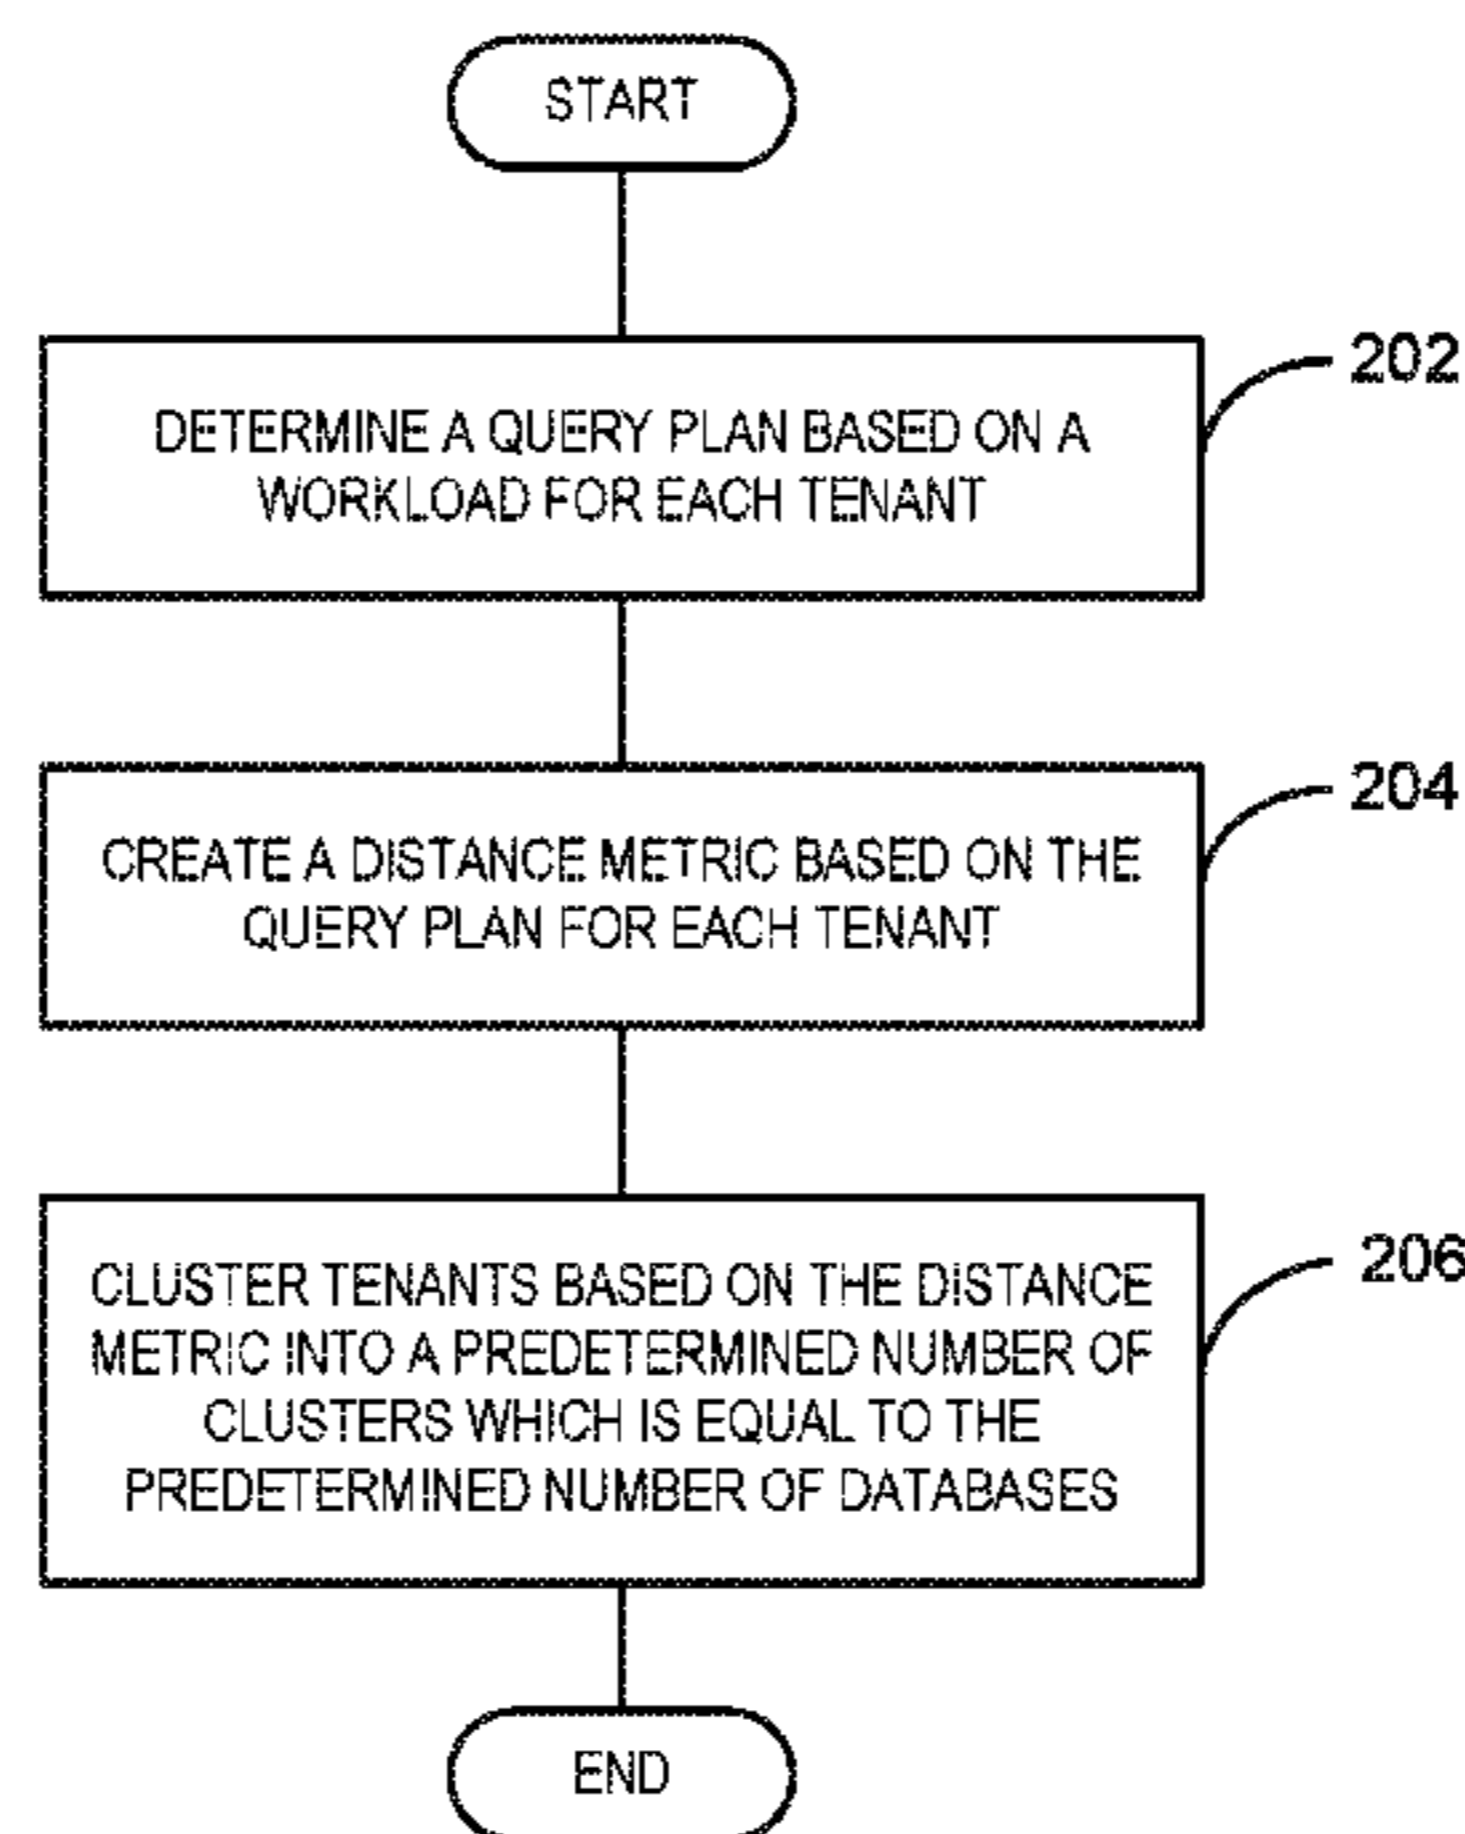 START
DETERMINE A QUERY PLAN BASED ON A
WORKLOAD FOR EACH TENANT
202
CREATE A DISTANCE METRIC BASED ON THE
QUERY PLAN FOR EACH TENANT
204
CLUSTER TENANTS BASED ON THE DISTANCE
METRIC INTO A PREDETERMINED NUMBER OF
CLUSTERS WHICH IS EQUAL TO THE
PREDETERMINED NUMBER OF DATABASES
206
END